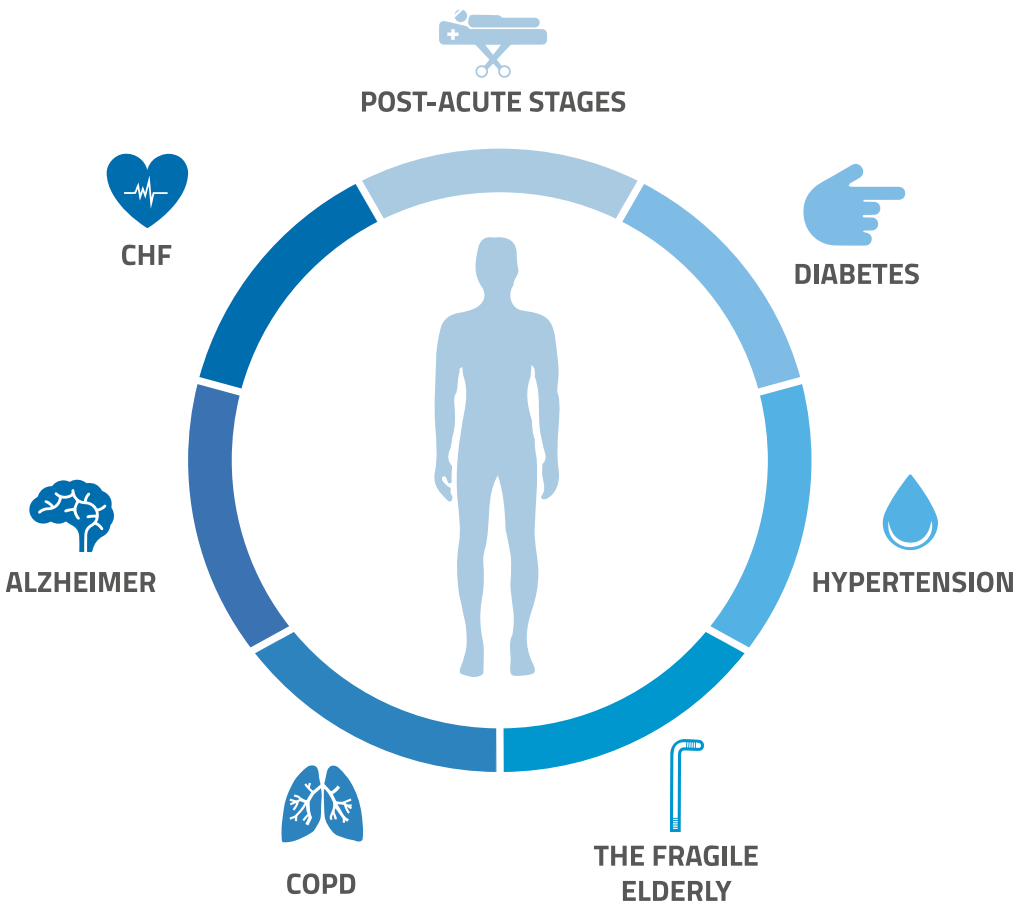 POST-ACUTE STAGES
CHF
DIABETES
ALZHEIMER
HYPERTENSION
COPD
THE FRAGILE
ELDERLY